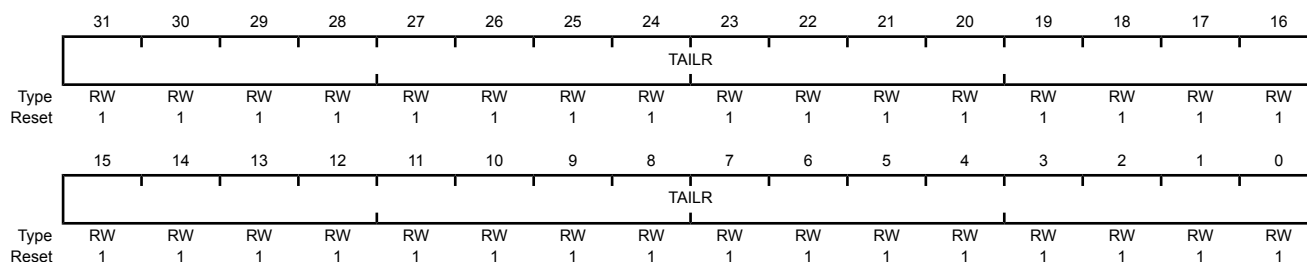 31 30 29 28 27 26 25 24 23 22 21 20 19 18 17 16
TAILR
Type RW RW RW RW RW RW RW RW RW RW RW RW RW RW RW RW
Reset 1 1 1 1 1 1 1 1 1 1 1 1 1 1 1 1
15 14 13 12 11 10 9 8 7 6 5 4 3 2 1 0
TAILR
Type RW RW RW RW RW RW RW RW RW RW RW RW RW RW RW RW
Reset 1 1 1 1 1 1 1 1 1 1 1 1 1 1 1 1